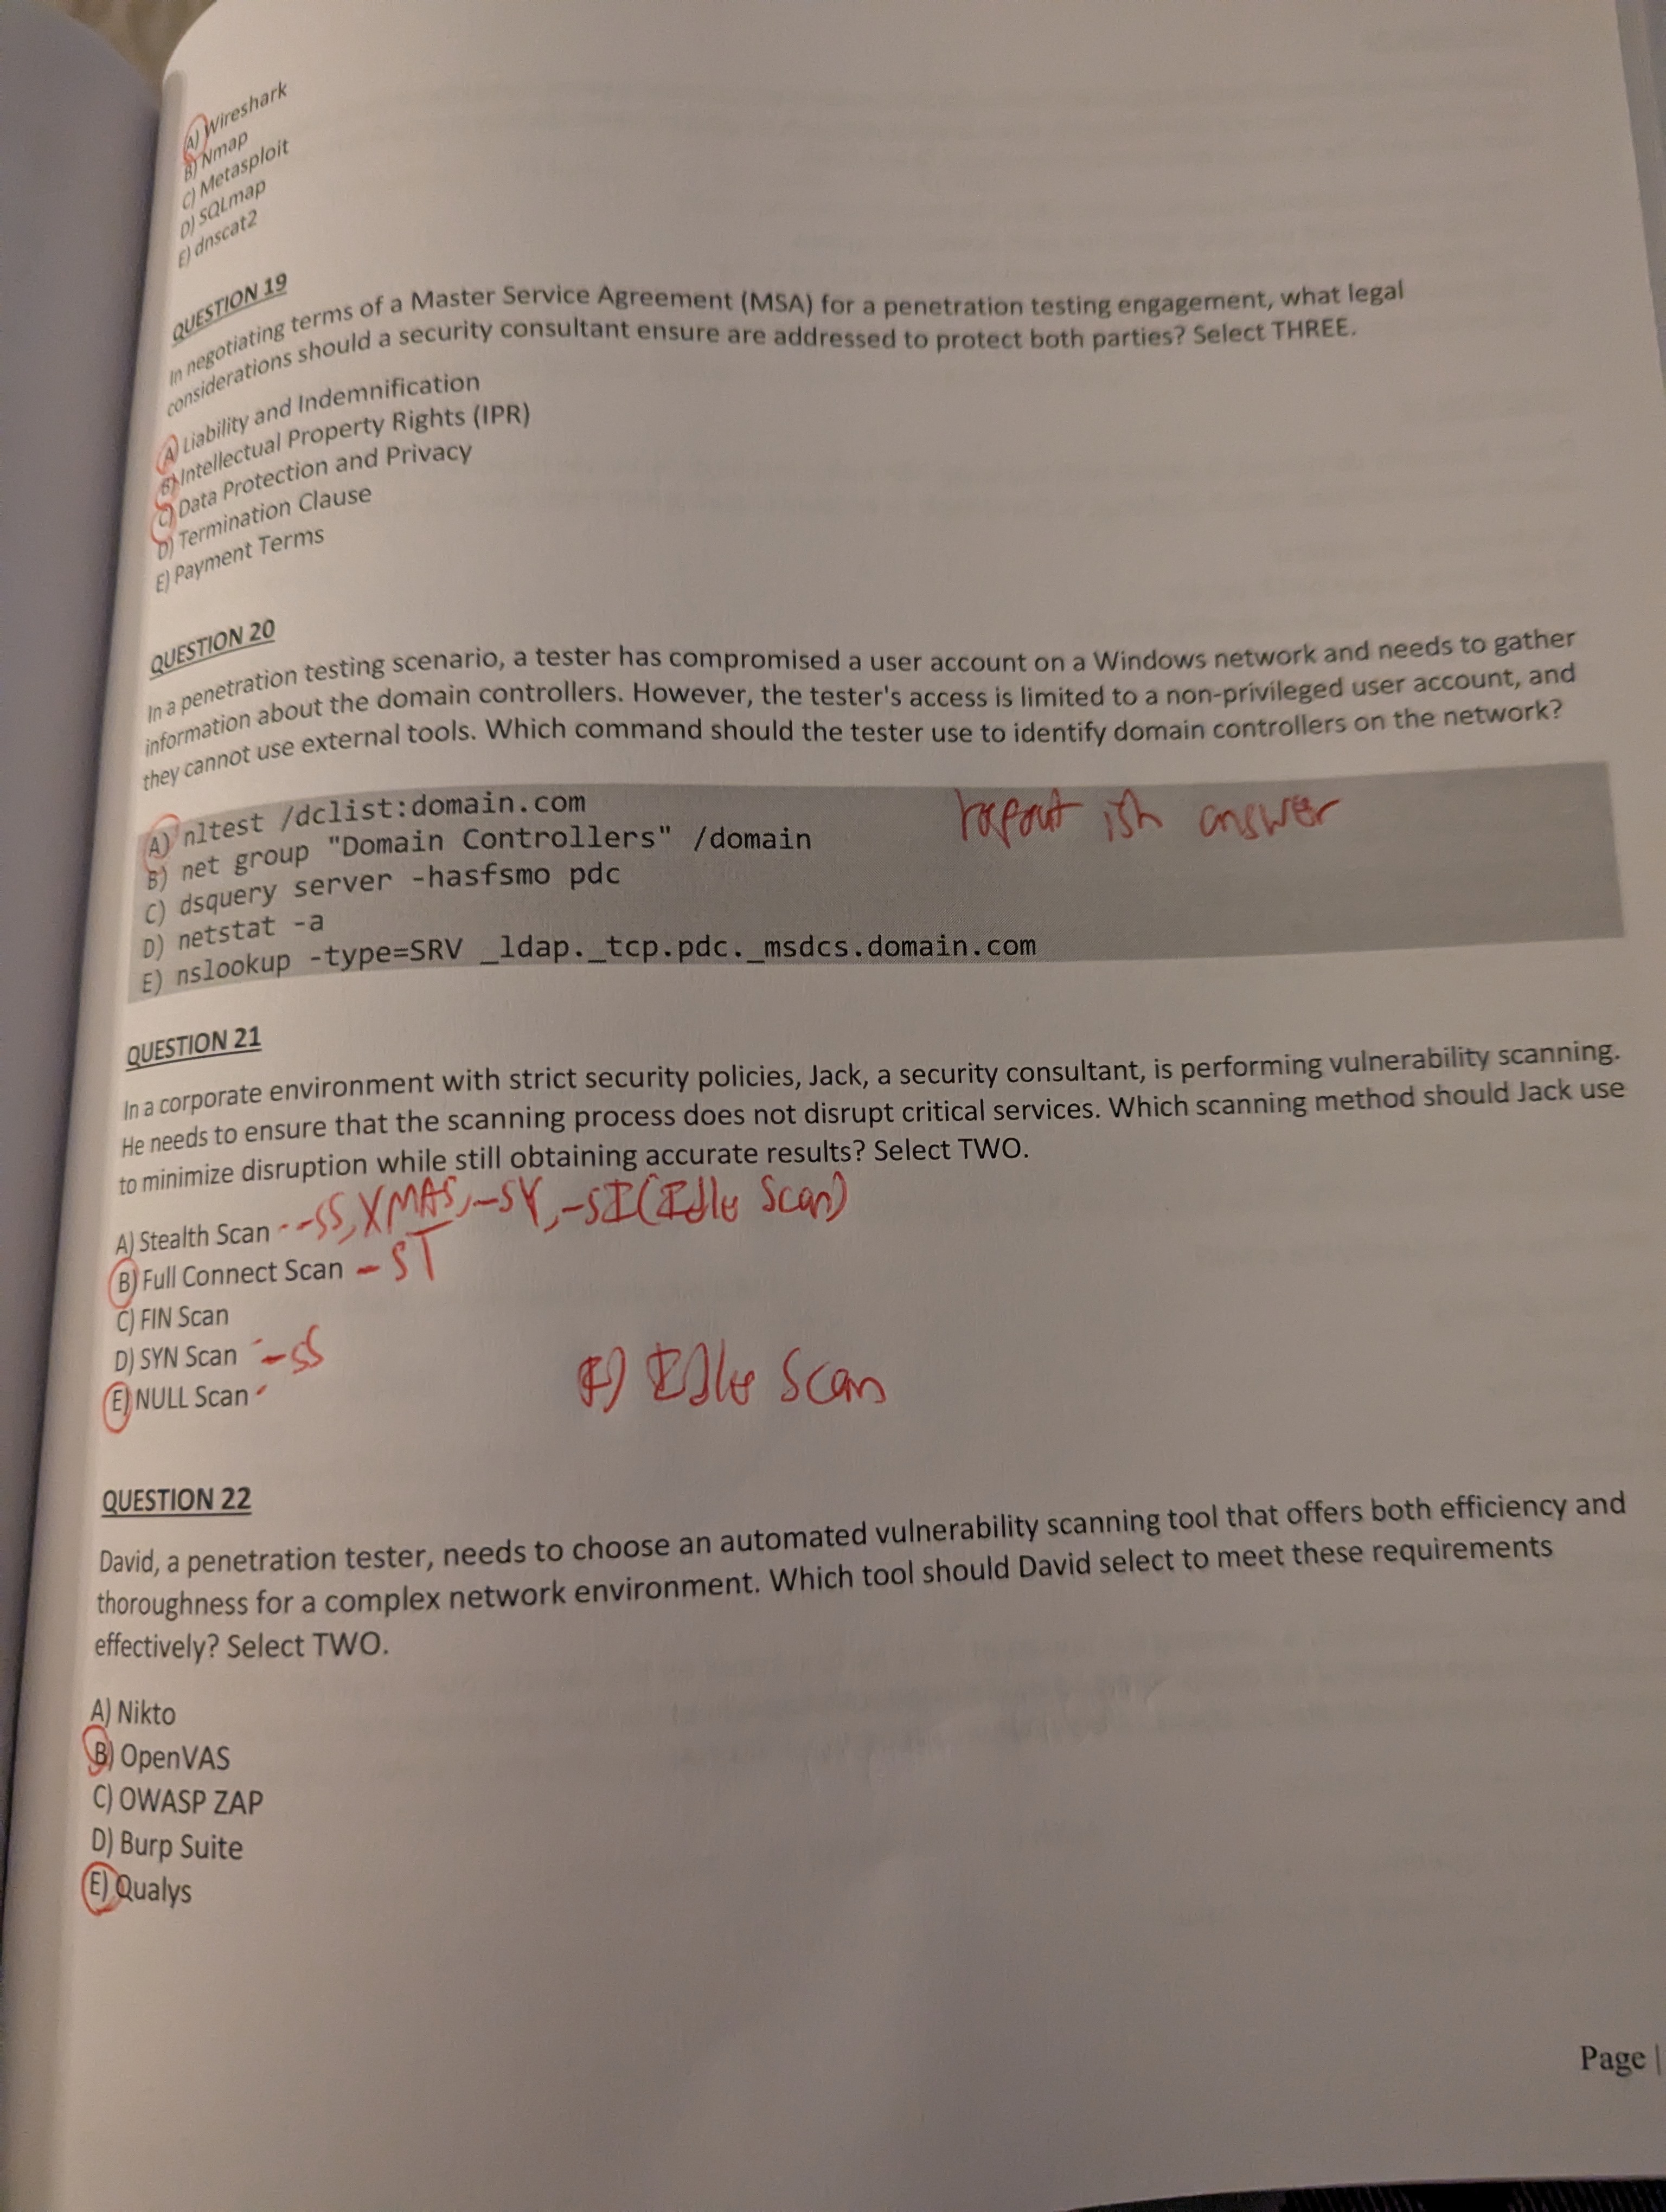 A) Wireshark
B) Nmap
C) Metasploit
D) SQLmap
E) dnscat2
QUESTION 19
In negotiating terms of a Master Service Agreement (MSA) for a penetration testing engagement, what legal
considerations should a security consultant ensure are addressed to protect both parties? Select THREE.
A) Liability and Indemnification
B) Intellectual Property Rights (IPR)
C) Data Protection and Privacy
D) Termination Clause
E) Payment Terms
QUESTION 20
In a penetration testing scenario, a tester has compromised a user account on a Windows network and needs to gather
information about the domain controllers. However, the tester's access is limited to a non-privileged user account, and
they cannot use external tools. Which command should the tester use to identify domain controllers on the network?
A) nltest /dclist:domain.com
ish answer
B) net group "Domain Controllers" /domain
C) dsquery server -hasfsmo pdc
D) netstat -a
E) nslookup -type=SRV _ldap._tcp.pdc._msdcs.domain.com
QUESTION 21
In a corporate environment with strict security policies, Jack, a security consultant, is performing vulnerability scanning.
He needs to ensure that the scanning process does not disrupt critical services. Which scanning method should Jack use
to minimize disruption while still obtaining accurate results? Select TWO.
A) Stealth Scan --sS, XMAS, -sY, -sI (Idle Scan)
B) Full Connect Scan -sT
C) FIN Scan
D) SYN Scan -sS
E) NULL Scan
F) Idle Scan
QUESTION 22
David, a penetration tester, needs to choose an automated vulnerability scanning tool that offers both efficiency and
thoroughness for a complex network environment. Which tool should David select to meet these requirements
effectively? Select TWO.
A) Nikto
B) OpenVAS
C) OWASP ZAP
D) Burp Suite
E) Qualys
Page |